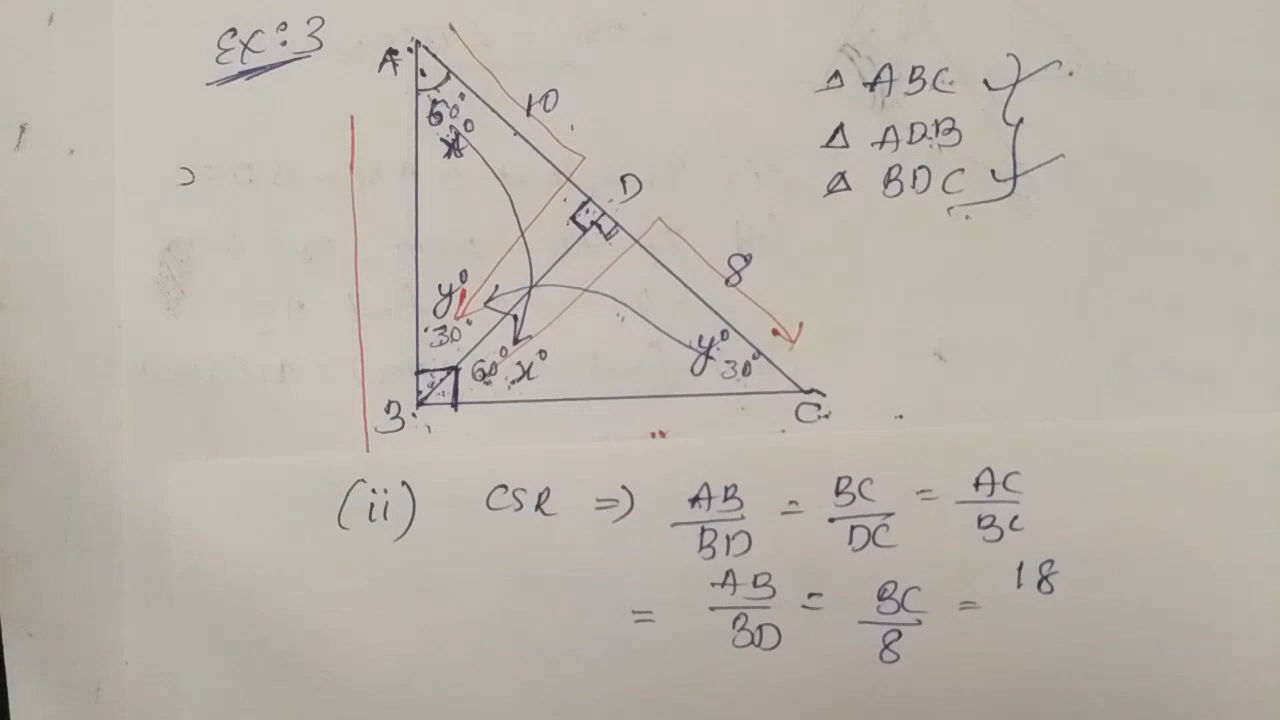 Ex: 3
A
60°
x°
10
D
8
y°
30°
60° x°
y° 30°
B
C
Δ ABC
Δ ADB
Δ BDC
(ii) CSR => AB/BD = BC/DC = AC/BC
= AB/BD = BC/8 = 18